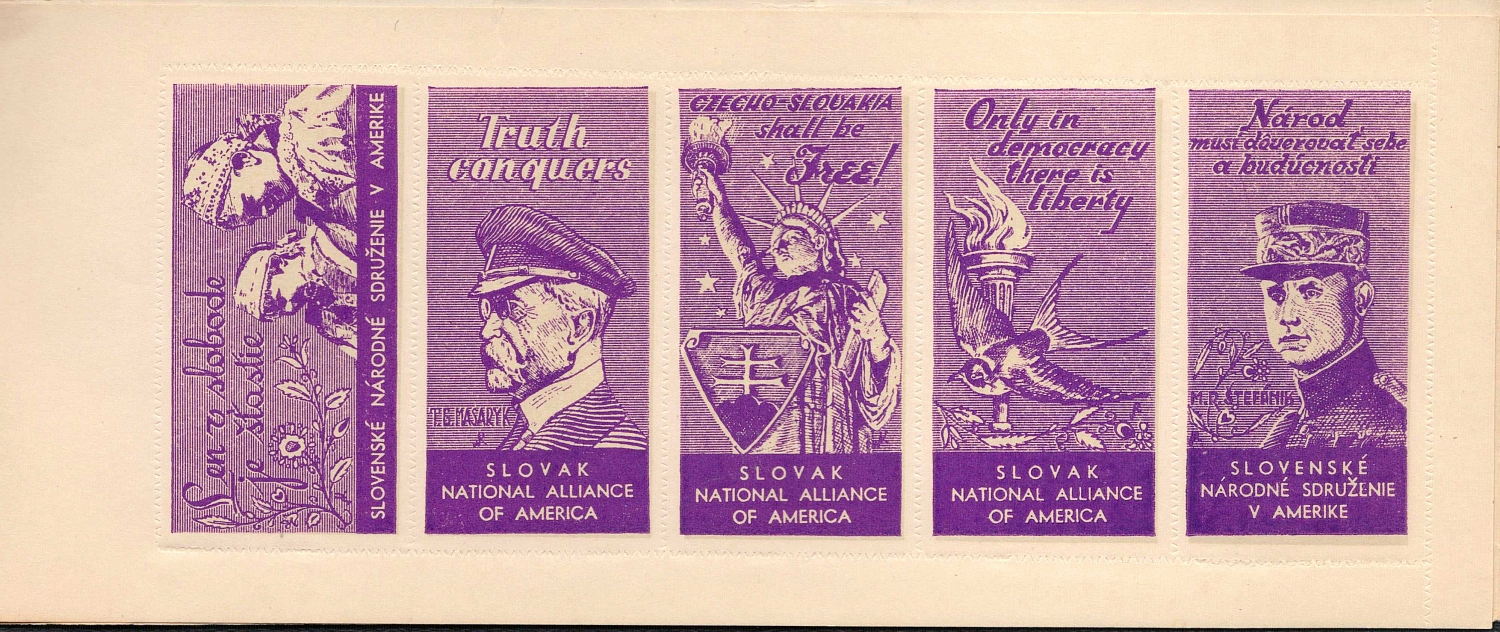 Len v slobode
je šťastie
SLOVENSKÉ NÁRODNÉ SDRUŽENIE V AMERIKE
Truth
conquers
T.G. MASARYK
SLOVAK
NATIONAL ALLIANCE
OF AMERICA
CZECHO-SLOVAKIA
shall be
Free!
SLOVAK
NATIONAL ALLIANCE
OF AMERICA
Only in
democracy
there is
liberty
SLOVAK
NATIONAL ALLIANCE
OF AMERICA
Národ
musí dôverovať sebe
a budúcnosti
M.R. ŠTEFÁNIK
SLOVENSKÉ
NÁRODNÉ SDRUŽENIE
V AMERIKE